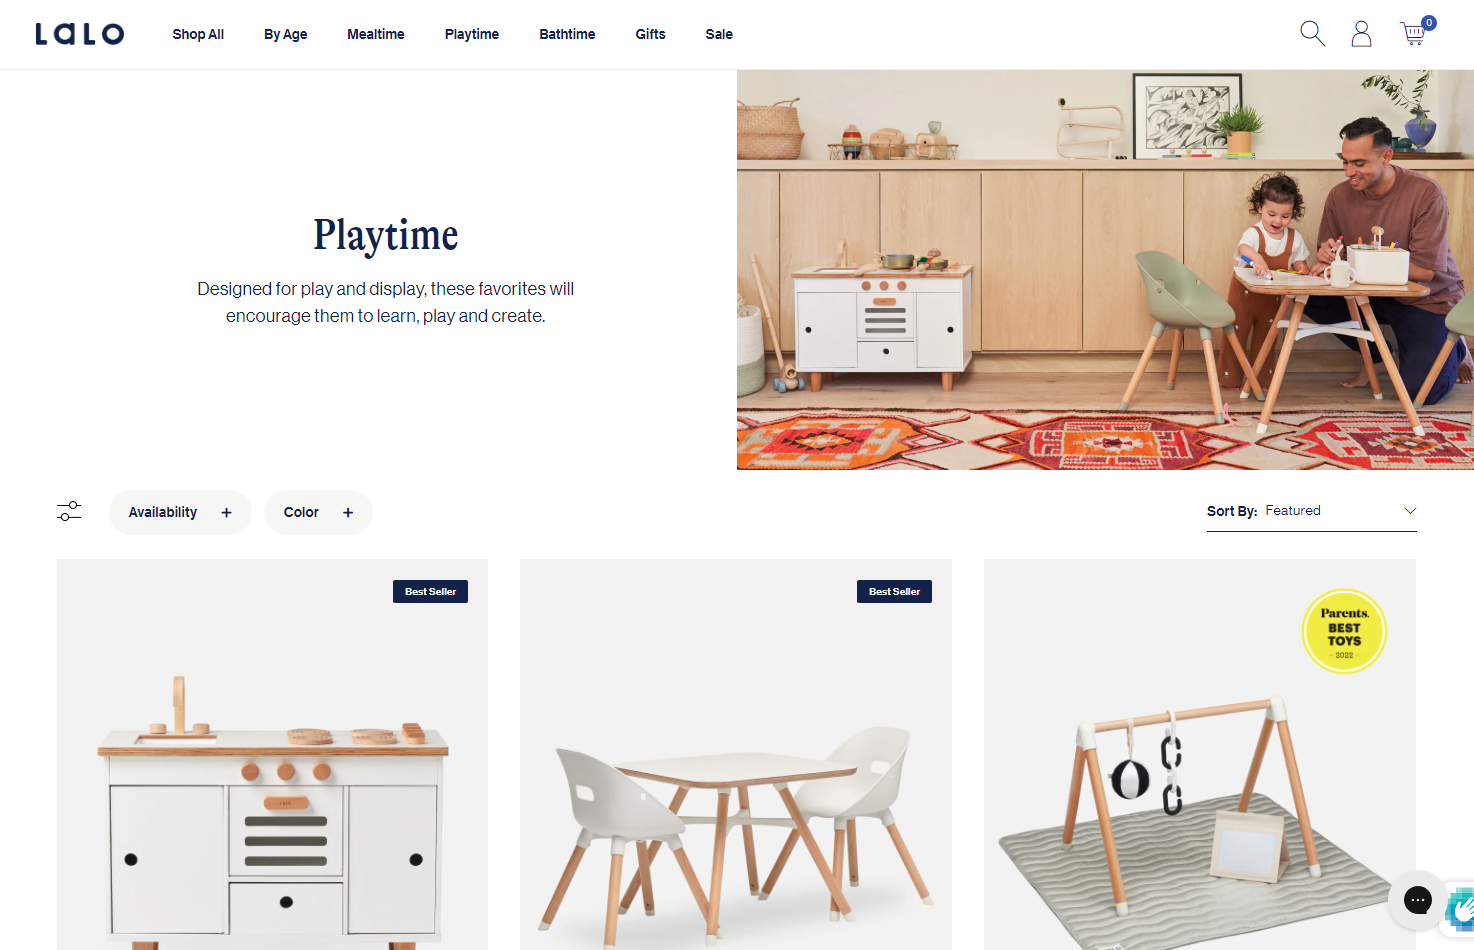 LALO
Shop All
By Age
Mealtime
Playtime
Bathtime
Gifts
Sale
0
Playtime
Designed for play and display, these favorites will
encourage them to learn, play and create.
Availability +
Color +
Sort By: Featured
Best Seller
Best Seller
Parents.
BEST
TOYS
- 2022 -